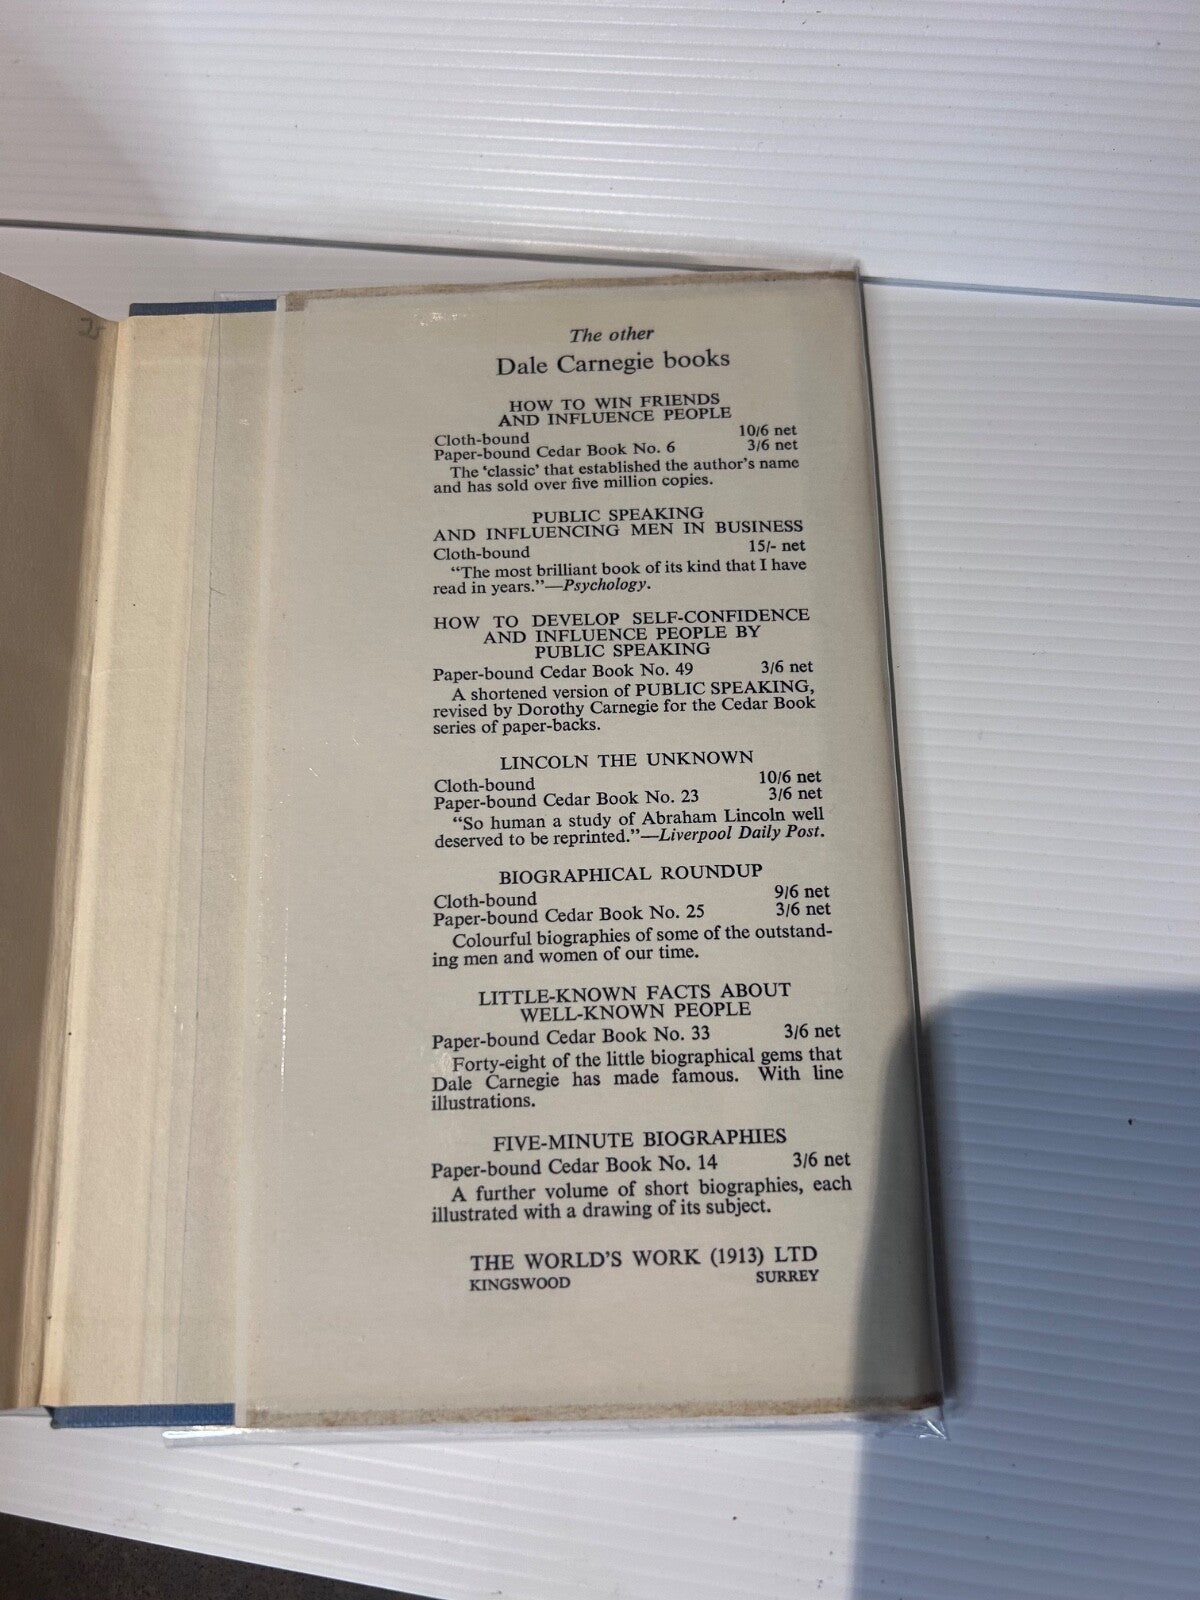 The other
Dale Carnegie books
HOW TO WIN FRIENDS
AND INFLUENCE PEOPLE
Cloth-bound 10/6 net
Paper-bound Cedar Book No. 6 3/6 net
The 'classic' that established the author's name
and has sold over five million copies.
PUBLIC SPEAKING
AND INFLUENCING MEN IN BUSINESS
Cloth-bound 15/- net
"The most brilliant book of its kind that I have
read in years."—Psychology.
HOW TO DEVELOP SELF-CONFIDENCE
AND INFLUENCE PEOPLE BY
PUBLIC SPEAKING
Paper-bound Cedar Book No. 49 3/6 net
A shortened version of PUBLIC SPEAKING,
revised by Dorothy Carnegie for the Cedar Book
series of paper-backs.
LINCOLN THE UNKNOWN
Cloth-bound 10/6 net
Paper-bound Cedar Book No. 23 3/6 net
"So human a study of Abraham Lincoln well
deserved to be reprinted."—Liverpool Daily Post.
BIOGRAPHICAL ROUNDUP
Cloth-bound 9/6 net
Paper-bound Cedar Book No. 25 3/6 net
Colourful biographies of some of the outstand-
ing men and women of our time.
LITTLE-KNOWN FACTS ABOUT
WELL-KNOWN PEOPLE
Paper-bound Cedar Book No. 33 3/6 net
Forty-eight of the little biographical gems that
Dale Carnegie has made famous. With line
illustrations.
FIVE-MINUTE BIOGRAPHIES
Paper-bound Cedar Book No. 14 3/6 net
A further volume of short biographies, each
illustrated with a drawing of its subject.
THE WORLD'S WORK (1913) LTD
KINGSWOOD SURREY